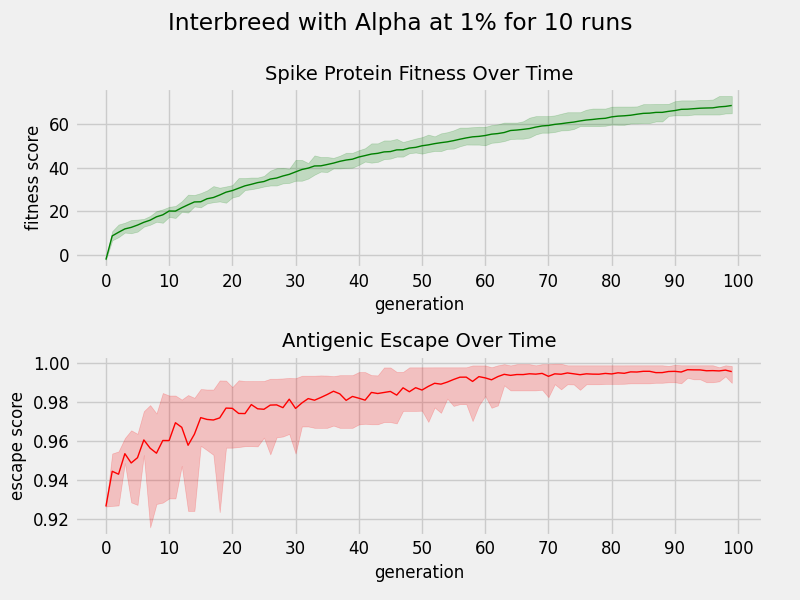 Interbreed with Alpha at 1% for 10 runs
Spike Protein Fitness Over Time
fitness score
60
40
20
0
0 10 20 30 40 50 60 70 80 90 100
generation
Antigenic Escape Over Time
escape score
1.00
0.98
0.96
0.94
0.92
0 10 20 30 40 50 60 70 80 90 100
generation